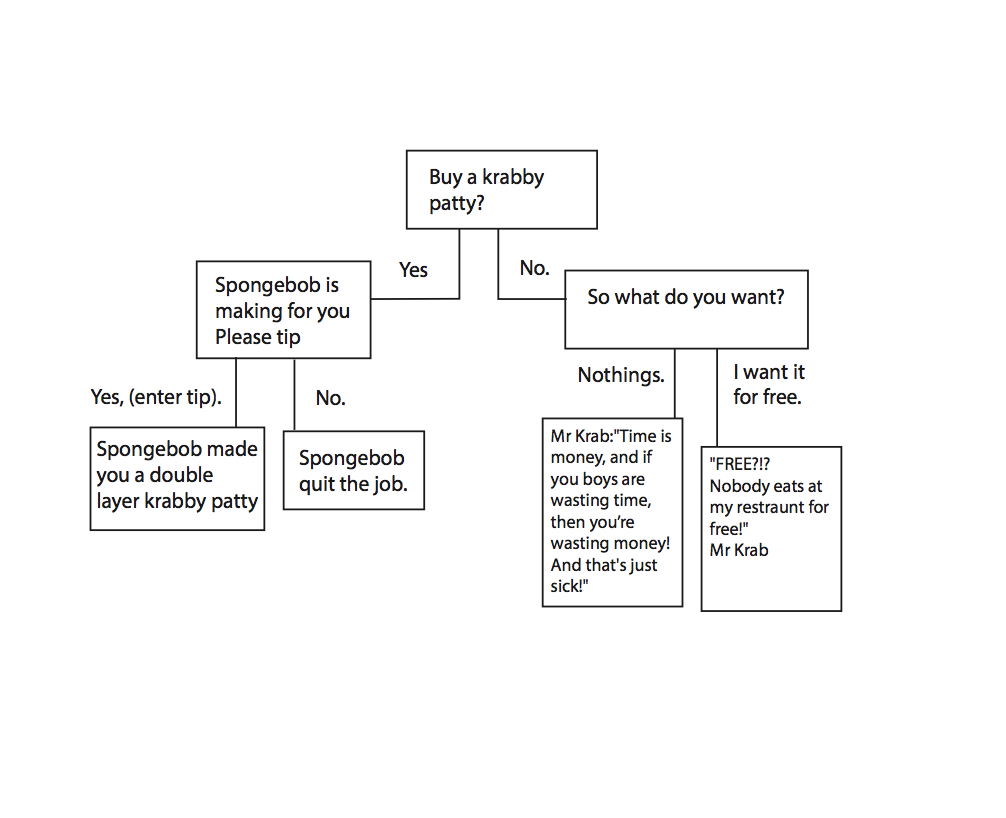 Buy a krabby
patty?
Yes
No.
Spongebob is
making for you
Please tip
So what do you want?
Yes, (enter tip).
No.
Nothings.
I want it
for free.
Spongebob made
you a double
layer krabby patty
Spongebob
quit the job.
Mr Krab:"Time is
money, and if
you boys are
wasting time,
then you’re
wasting money!
And that's just
sick!"
"FREE?!?
Nobody eats at
my restraunt for
free!"
Mr Krab